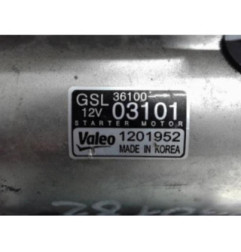 GSL 36100
12V 03101
STARTER MOTOR
Valeo 1201952
MADE IN KOREA